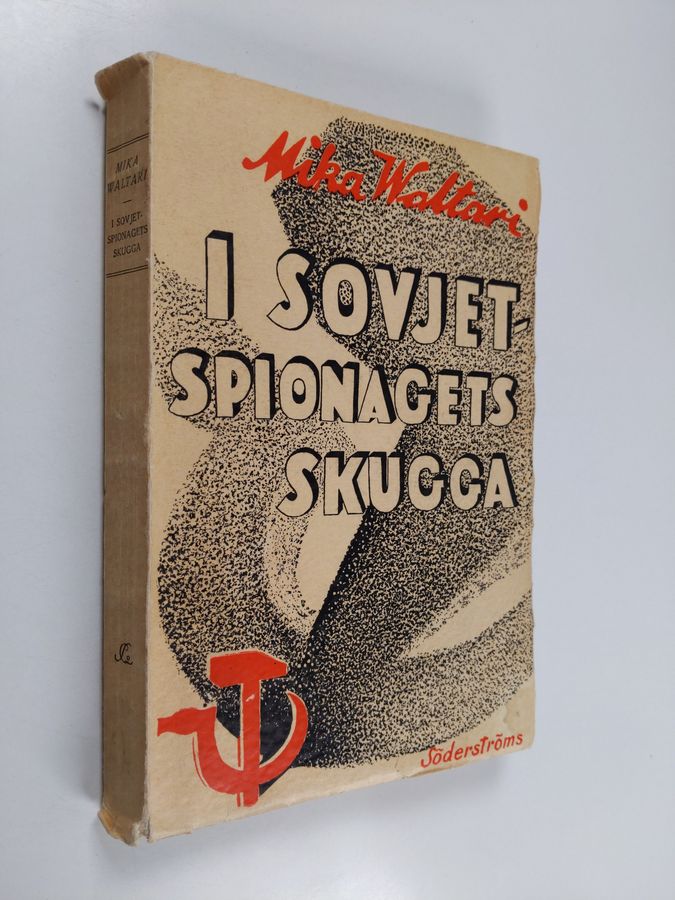 MIKA
WALTARI
I SOVJET-
SPIONAGETS
SKUGGA
Mika Waltari
I SOVJET-
SPIONAGETS
SKUGGA
Söderströms